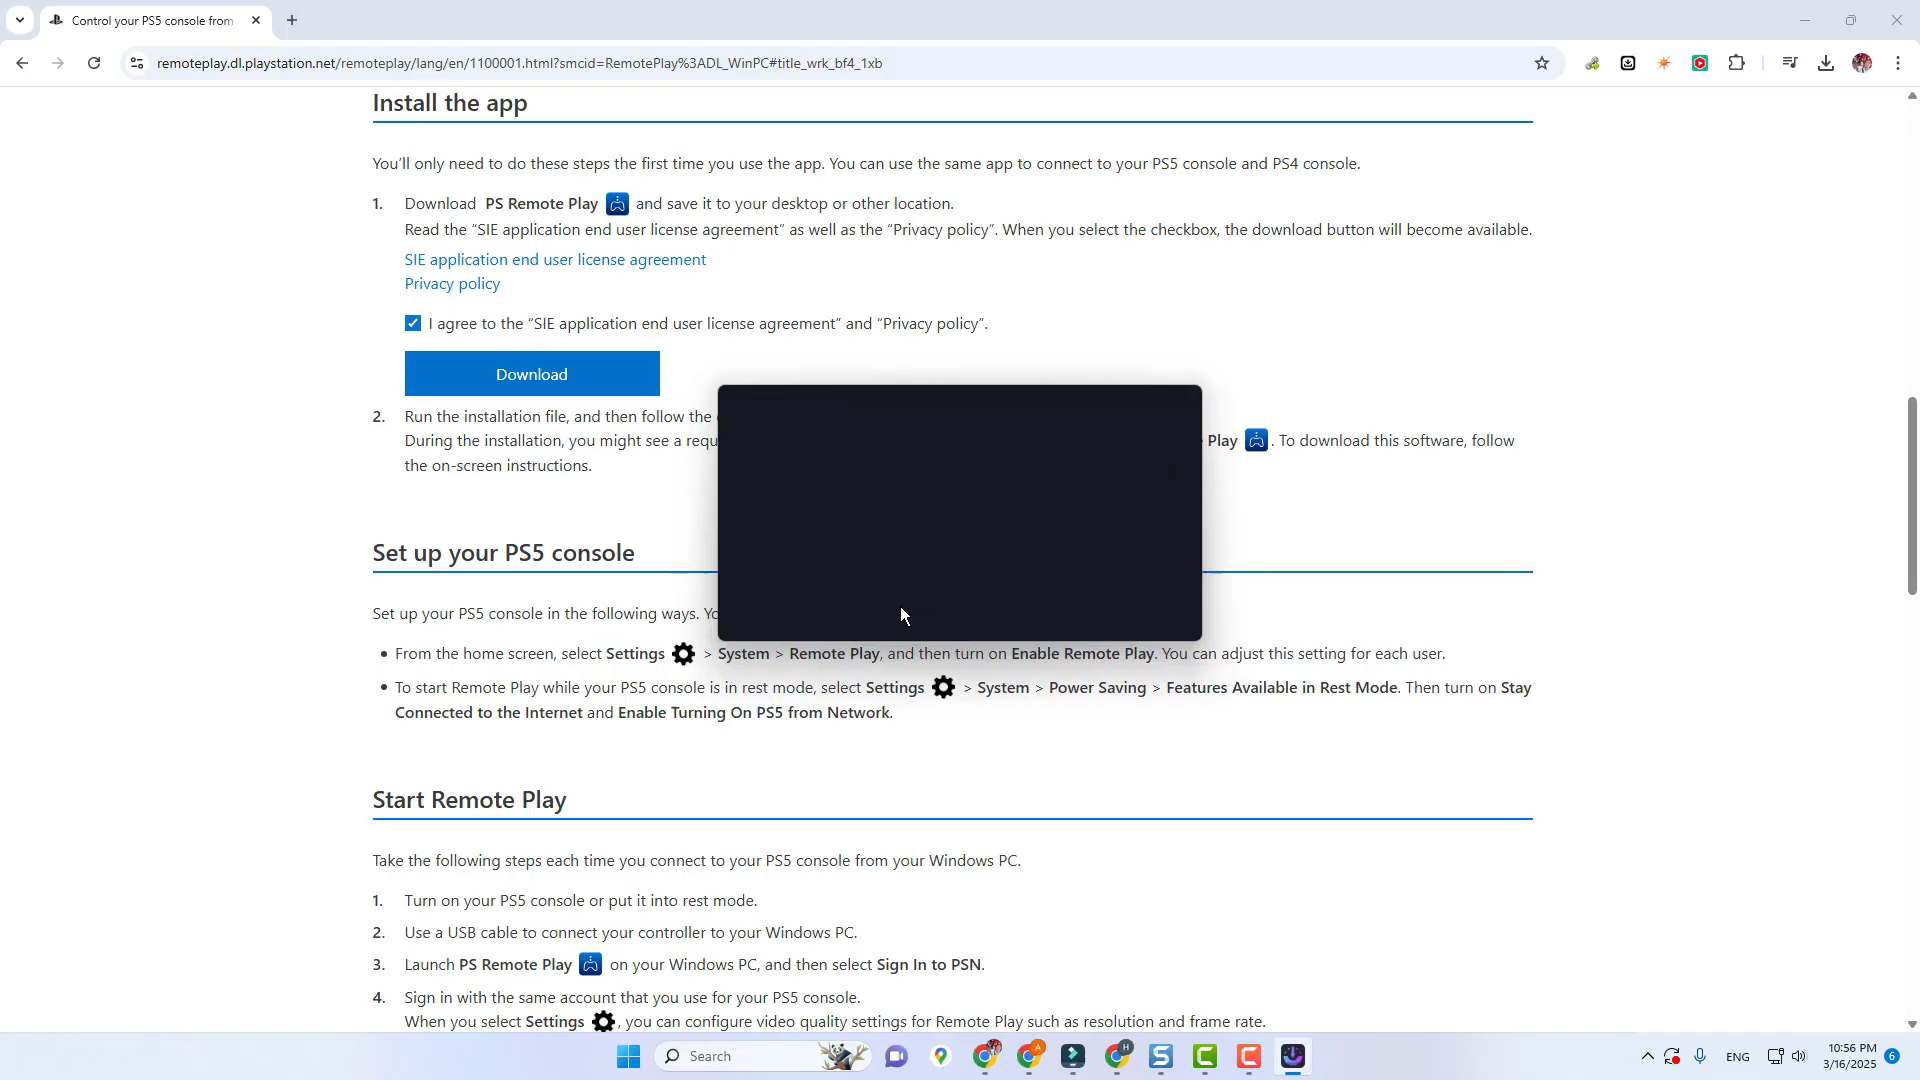 Control your PS5 console from
remoteplay.dl.playstation.net/remoteplay/lang/en/1100001.html?smcid=RemotePlay%3ADL_WinPC#title_wrk_bf4_1xb
Install the app
You’ll only need to do these steps the first time you use the app. You can use the same app to connect to your PS5 console and PS4 console.
1. Download PS Remote Play and save it to your desktop or other location.
Read the “SIE application end user license agreement” as well as the “Privacy policy”. When you select the checkbox, the download button will become available.
SIE application end user license agreement
Privacy policy
I agree to the “SIE application end user license agreement” and “Privacy policy”.
Download
2. Run the installation file, and then follow the
During the installation, you might see a requ Play . To download this software, follow
the on-screen instructions.
Set up your PS5 console
Set up your PS5 console in the following ways. Yo
• From the home screen, select Settings > System > Remote Play, and then turn on Enable Remote Play. You can adjust this setting for each user.
• To start Remote Play while your PS5 console is in rest mode, select Settings > System > Power Saving > Features Available in Rest Mode. Then turn on Stay
Connected to the Internet and Enable Turning On PS5 from Network.
Start Remote Play
Take the following steps each time you connect to your PS5 console from your Windows PC.
1. Turn on your PS5 console or put it into rest mode.
2. Use a USB cable to connect your controller to your Windows PC.
3. Launch PS Remote Play on your Windows PC, and then select Sign In to PSN.
4. Sign in with the same account that you use for your PS5 console.
When you select Settings , you can configure video quality settings for Remote Play such as resolution and frame rate.
Search
A
H
S
C
C
ENG
10:56 PM
3/16/2025
6